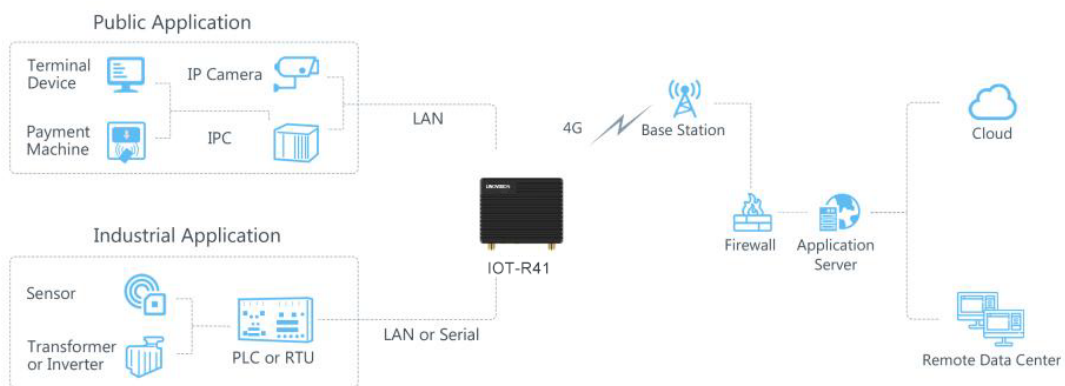 Public Application
Terminal
Device
IP Camera
Payment
Machine
IPC
LAN
4G
Base Station
Cloud
Firewall
Application
Server
IOT-R41
Industrial Application
Sensor
Transformer
or Inverter
PLC or RTU
LAN or Serial
Remote Data Center